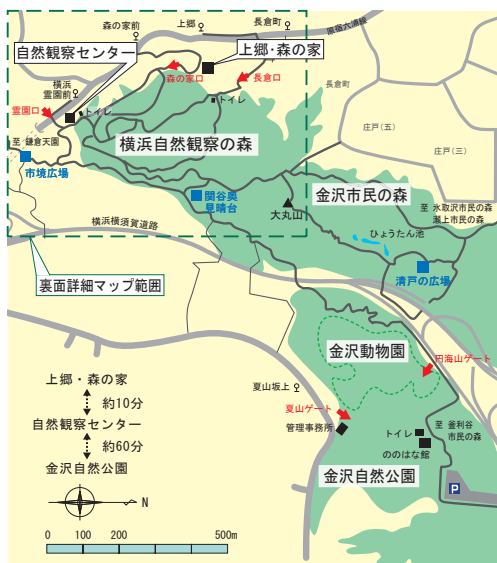 森の家前
上郷
長倉町
原宿六浦線
自然観察センター
上郷・森の家
横浜
霊園前
森の家口
長倉口
トイレ
長倉町
霊園口
トイレ
庄戸（五）
至 鎌倉天園
横浜自然観察の森
庄戸（三）
市境広場
関谷奥
見晴台
金沢市民の森
大丸山
至 氷取沢市民の森
瀬上市民の森
横浜横須賀道路
ひょうたん池
清戸の広場
裏面詳細マップ範囲
金沢動物園
円海山ゲート
上郷・森の家
約10分
自然観察センター
約60分
金沢自然公園
夏山坂上
夏山ゲート
管理事務所
トイレ
ののはな館
至 釜利谷
市民の森
金沢自然公園
P
N
0 100 200 500m